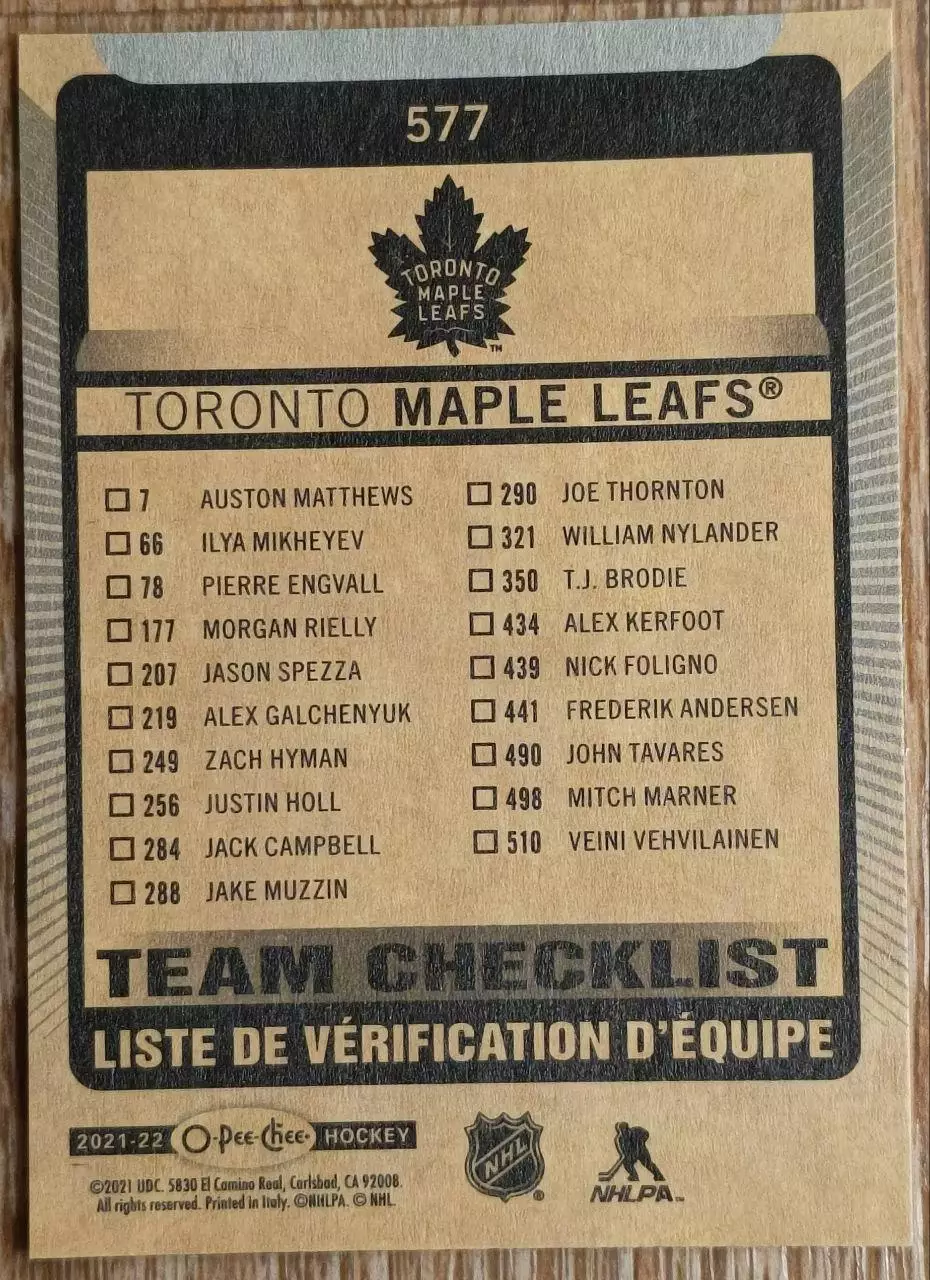 577
TORONTO
MAPLE
LEAFS
™
TORONTO MAPLE LEAFS®
7 AUSTON MATTHEWS
66 ILYA MIKHEYEV
78 PIERRE ENGVALL
177 MORGAN RIELLY
207 JASON SPEZZA
219 ALEX GALCHENYUK
249 ZACH HYMAN
256 JUSTIN HOLL
284 JACK CAMPBELL
288 JAKE MUZZIN
290 JOE THORNTON
321 WILLIAM NYLANDER
350 T.J. BRODIE
434 ALEX KERFOOT
439 NICK FOLIGNO
441 FREDERIK ANDERSEN
490 JOHN TAVARES
498 MITCH MARNER
510 VEINI VEHVILAINEN
TEAM CHECKLIST
LISTE DE VÉRIFICATION D'ÉQUIPE
2021-22 O-Pee-Chee HOCKEY
©2021 UDC. 5830 El Camino Real, Carlsbad, CA 92008.
All rights reserved. Printed in Italy. ©NHLPA. © NHL.
NHL®
NHLPA™